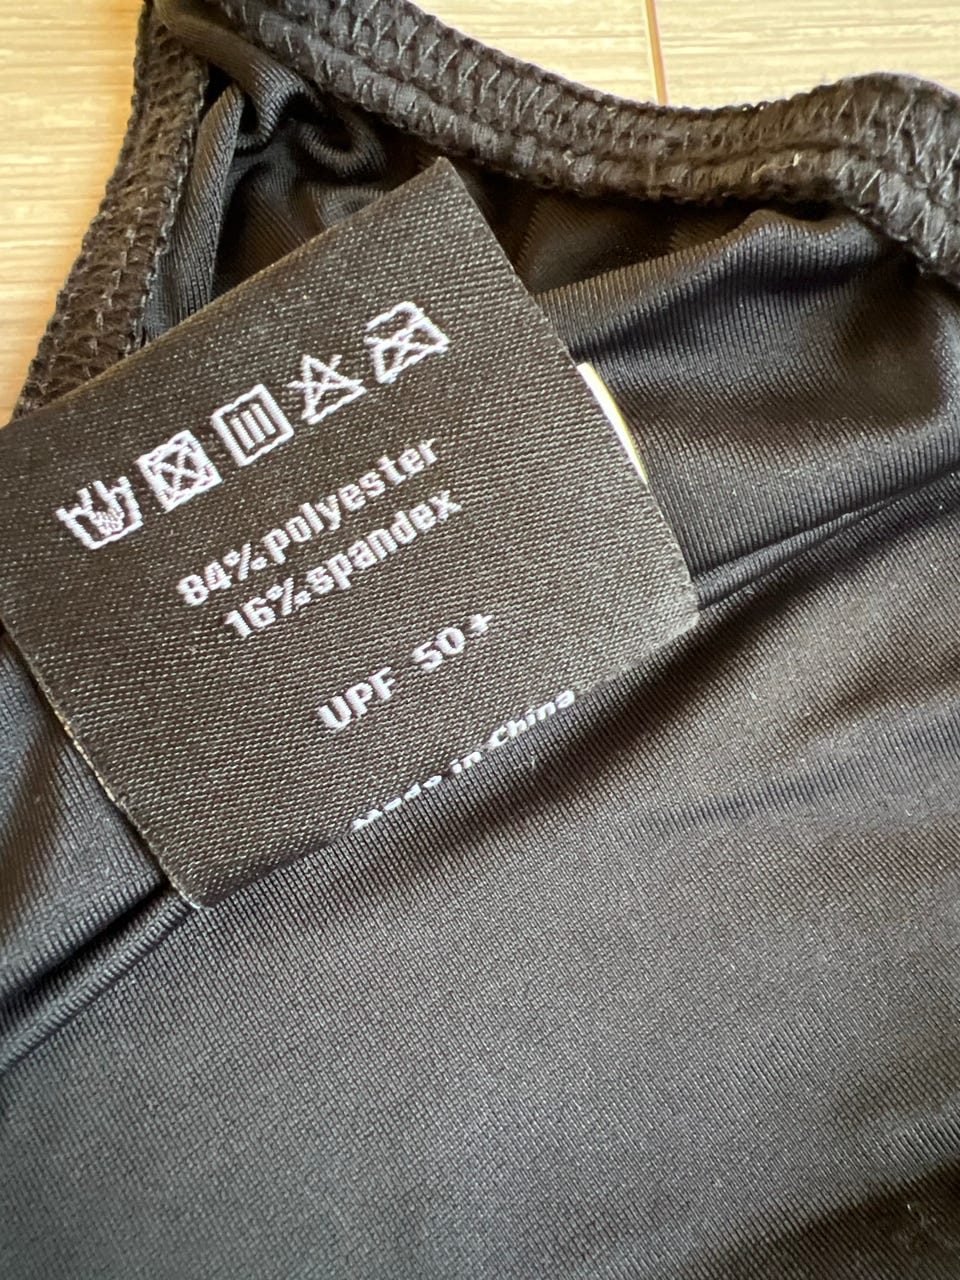 84%polyester
16%spandex
UPF 50+
Made in China